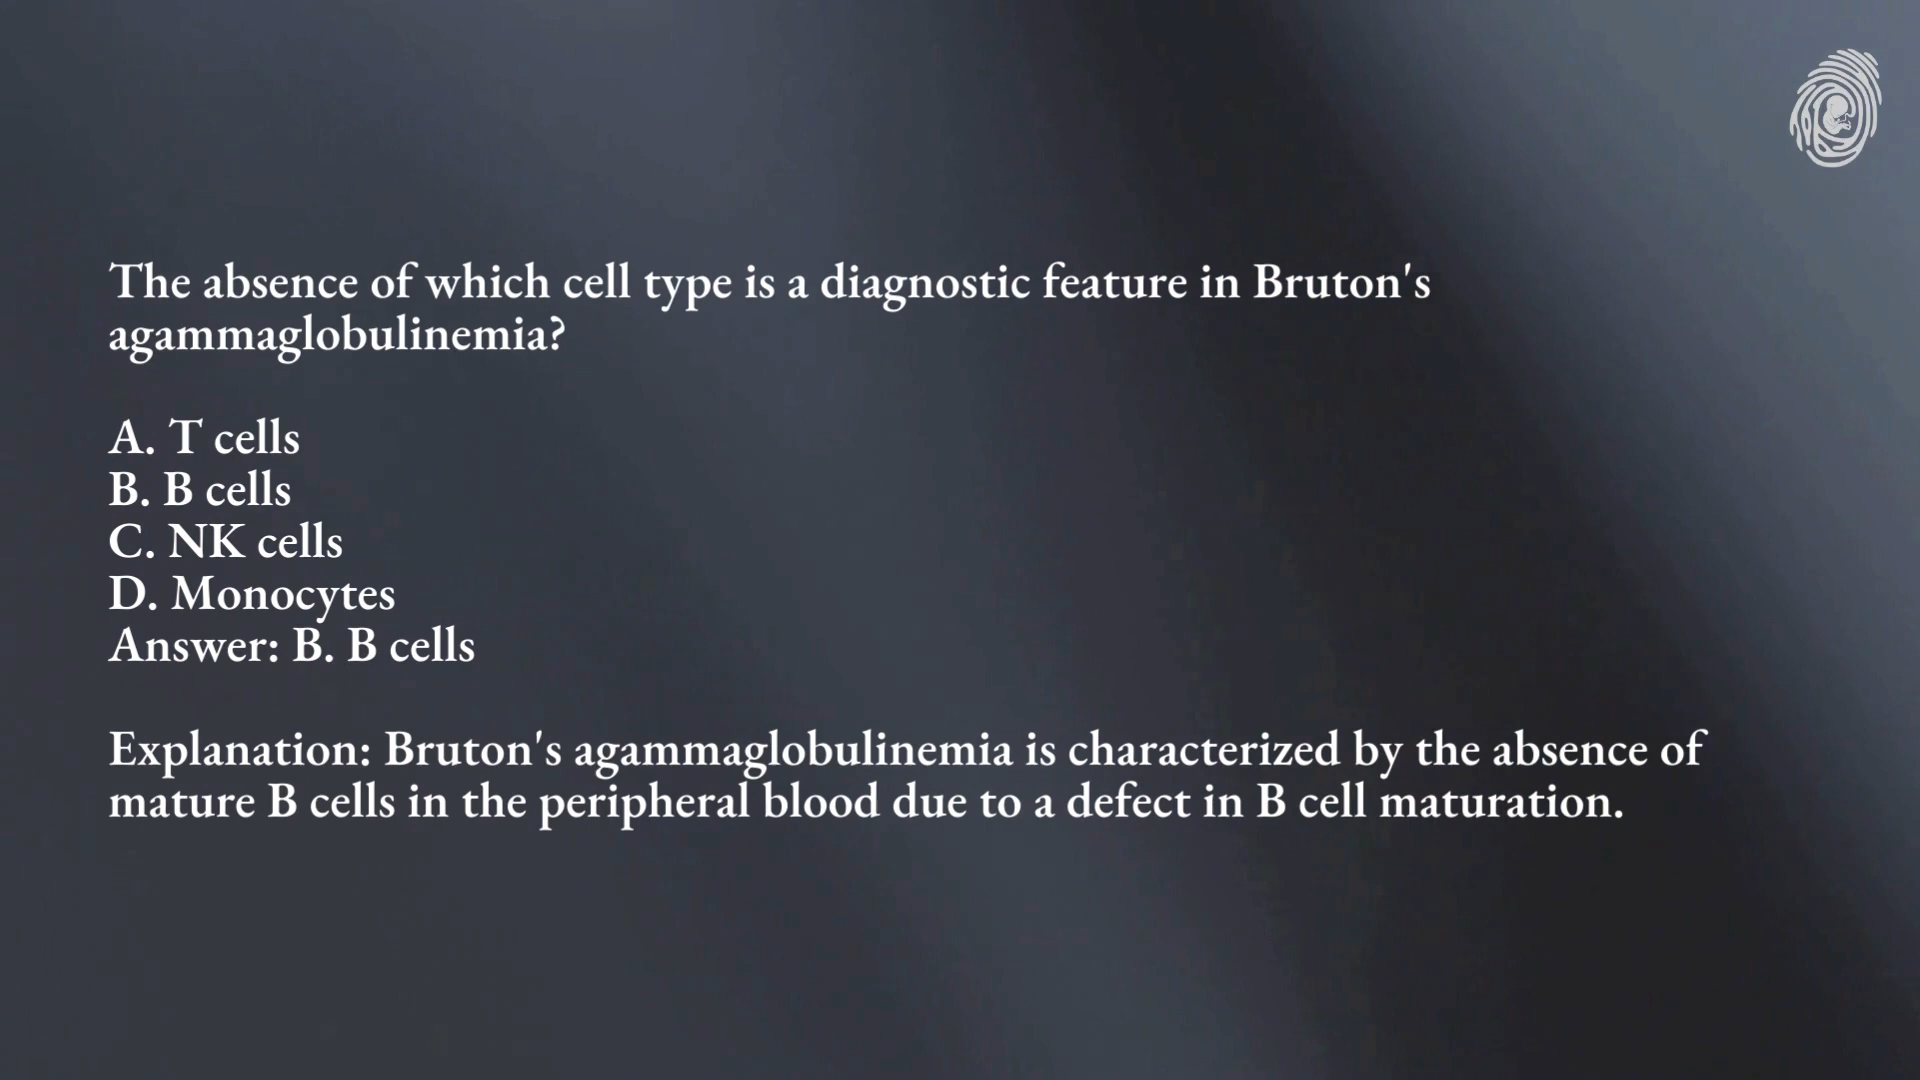 The absence of which cell type is a diagnostic feature in Bruton's
agammaglobulinemia?
A. T cells
B. B cells
C. NK cells
D. Monocytes
Answer: B. B cells
Explanation: Bruton's agammaglobulinemia is characterized by the absence of
mature B cells in the peripheral blood due to a defect in B cell maturation.